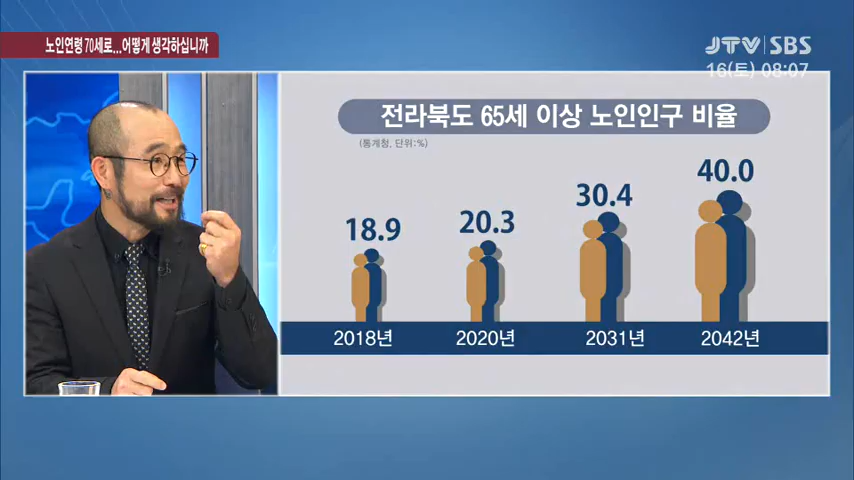 노인연령 70세로...어떻게 생각하십니까
JTV SBS
16(토) 08:07
전라북도 65세 이상 노인인구 비율
(통계청, 단위:%)
18.9
20.3
30.4
40.0
2018년
2020년
2031년
2042년